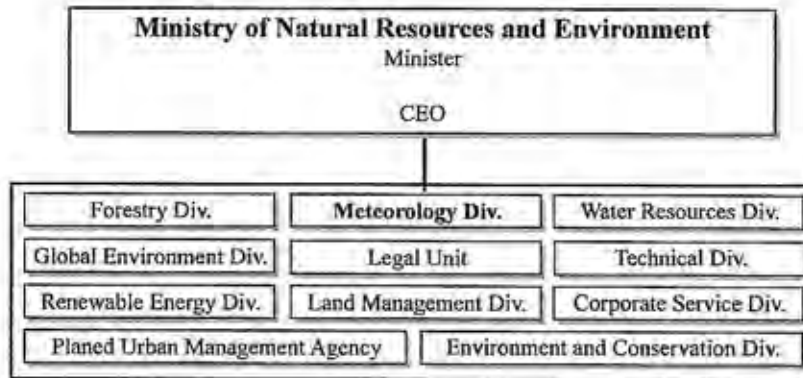 Ministry of Natural Resources and Environment
Minister
CEO
Forestry Div.
Meteorology Div.
Water Resources Div.
Global Environment Div.
Legal Unit
Technical Div.
Renewable Energy Div.
Land Management Div.
Corporate Service Div.
Planed Urban Management Agency
Environment and Conservation Div.